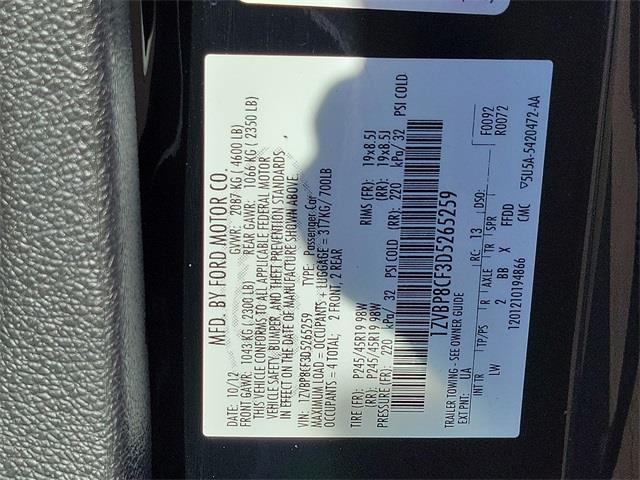 MFD. BY FORD MOTOR CO.
DATE: 10/12 GVWR: 2087 KG ( 4600 LB)
FRONT GAWR: 1043 KG ( 2300LB) REAR GAWR: 1066 KG ( 2350 LB)
THIS VEHICLE CONFORMS TO ALL APPLICABLE FEDERAL MOTOR
VEHICLE SAFETY, BUMPER, AND THEFT PREVENTION STANDARDS
IN EFFECT ON THE DATE OF MANUFACTURE SHOWN ABOVE.
VIN: 1ZVBP8CF3D5265259 TYPE: Passenger Car
MAXIMUM LOAD = OCCUPANTS + LUGGAGE = 317KG/ 700LB
OCCUPANTS = 4 TOTAL; 2 FRONT, 2 REAR
TIRE (FR): P245/45R19 98W RIMS (FR): 19x8.5J
(RR): P245/45R19 98W (RR): 19x8.5J
PRESSURE (FR): 220 kPa/ 32 PSI COLD (RR): 220 kPa/ 32 PSI COLD
1ZVBP8CF3D5265259
TRAILER TOWING - SEE OWNER GUIDE F0092
EXT PNT: UA RC: 13 DSO: R0072
INT TR TP/PS R AXLE TR SPR
LW 2 BB X FFDD
1201210194866 CMC ▽5U5A-5420472-AA